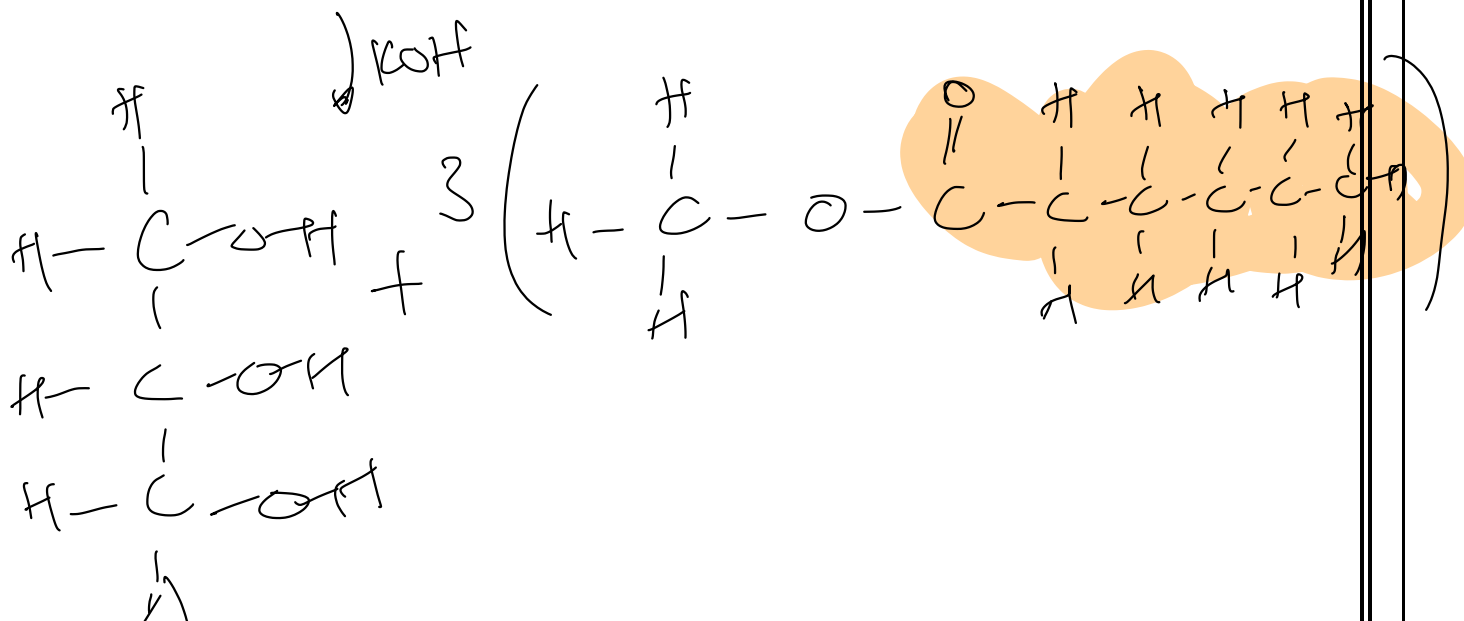 KOH
H O H H H H H
H - C - OH + 3 ( H - C - O - C - C - C - C - C - C - H )
H H H H H H
H - C - OH
H - C - OH
H